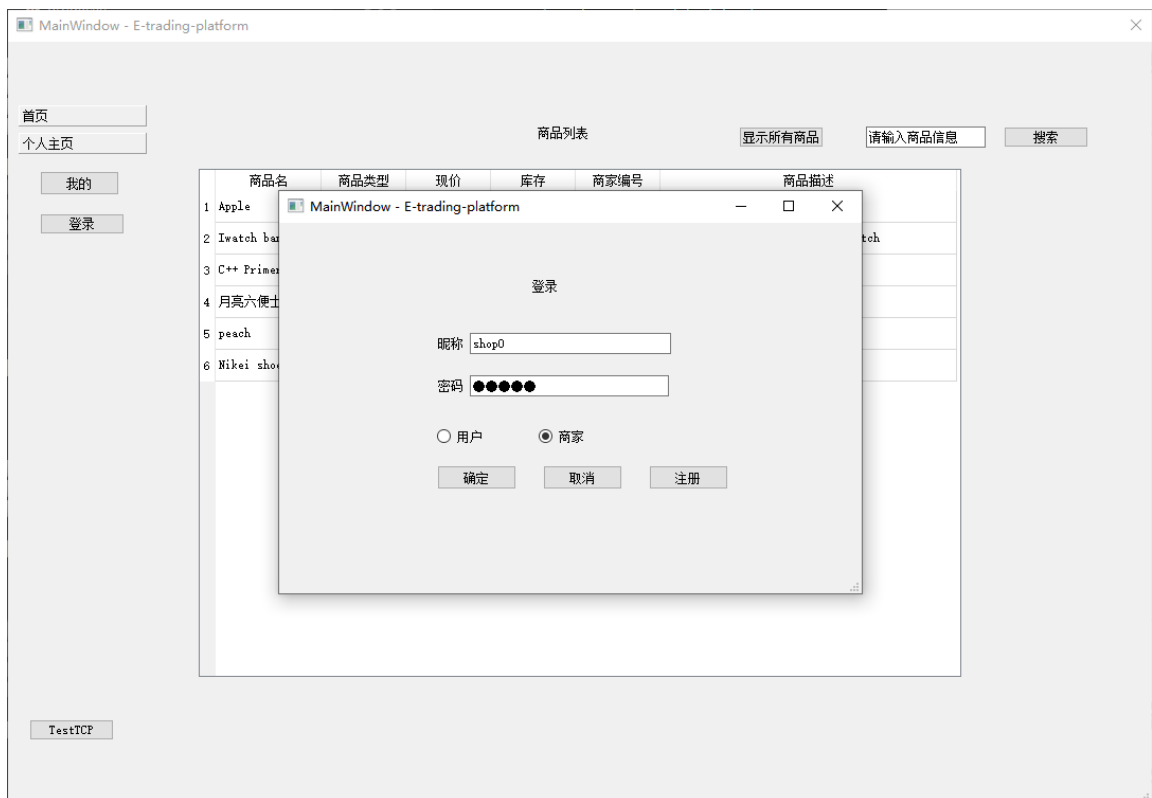 MainWindow - E-trading-platform
首页
个人主页
我的
登录
商品列表
显示所有商品
请输入商品信息
搜索
商品名 商品类型 现价 库存 商家编号 商品描述
1 Apple
2 Iwatch
3 C++ Primer
4 月亮六便士
5 peach
6 Nikei
MainWindow - E-trading-platform
登录
昵称 shop0
密码 ●●●●●
用户 商家
确定 取消 注册
TestTCP